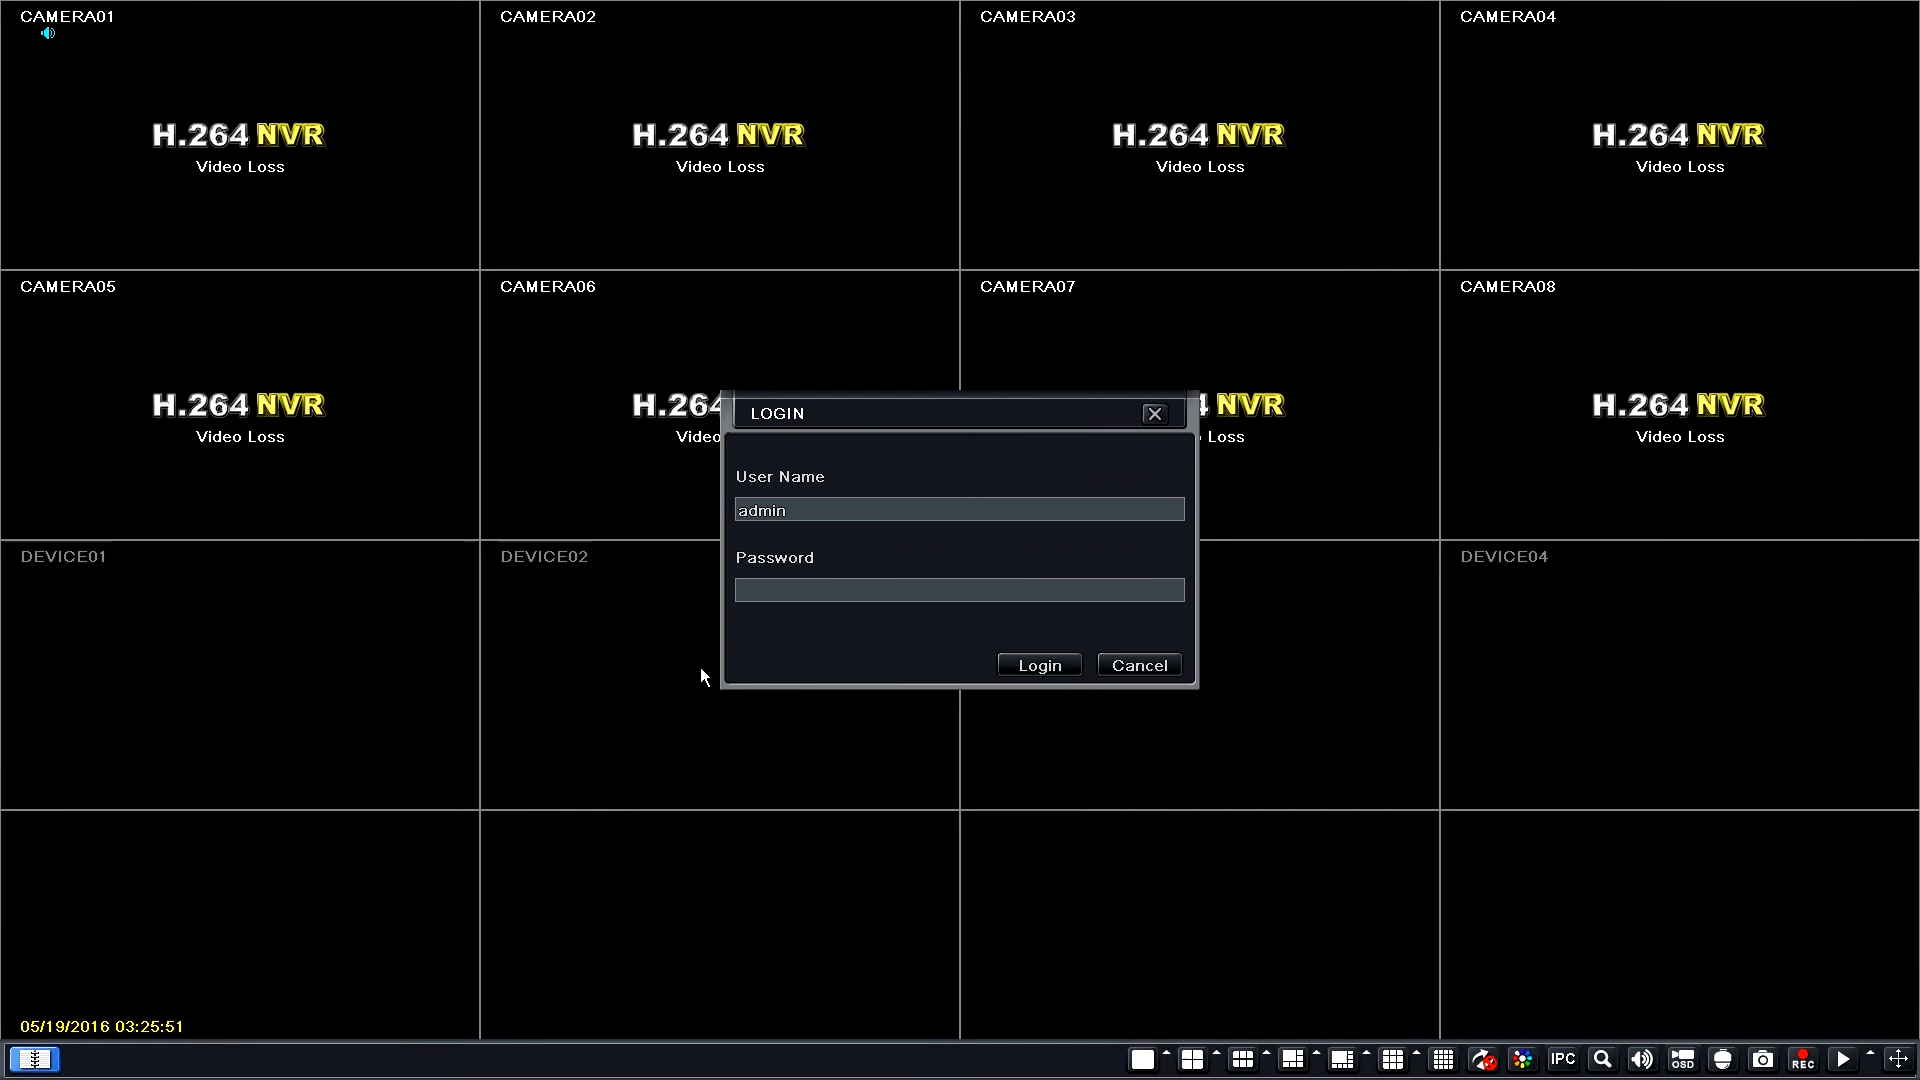 CAMERA01
CAMERA02
CAMERA03
CAMERA04
H.264 NVR
Video Loss
H.264 NVR
Video Loss
H.264 NVR
Video Loss
H.264 NVR
Video Loss
CAMERA05
CAMERA06
CAMERA07
CAMERA08
H.264 NVR
Video Loss
H.264
Video
4 NVR
Loss
H.264 NVR
Video Loss
LOGIN
User Name
admin
Password
Login
Cancel
DEVICE01
DEVICE02
DEVICE04
05/19/2016 03:25:51
IPC
OSD
REC